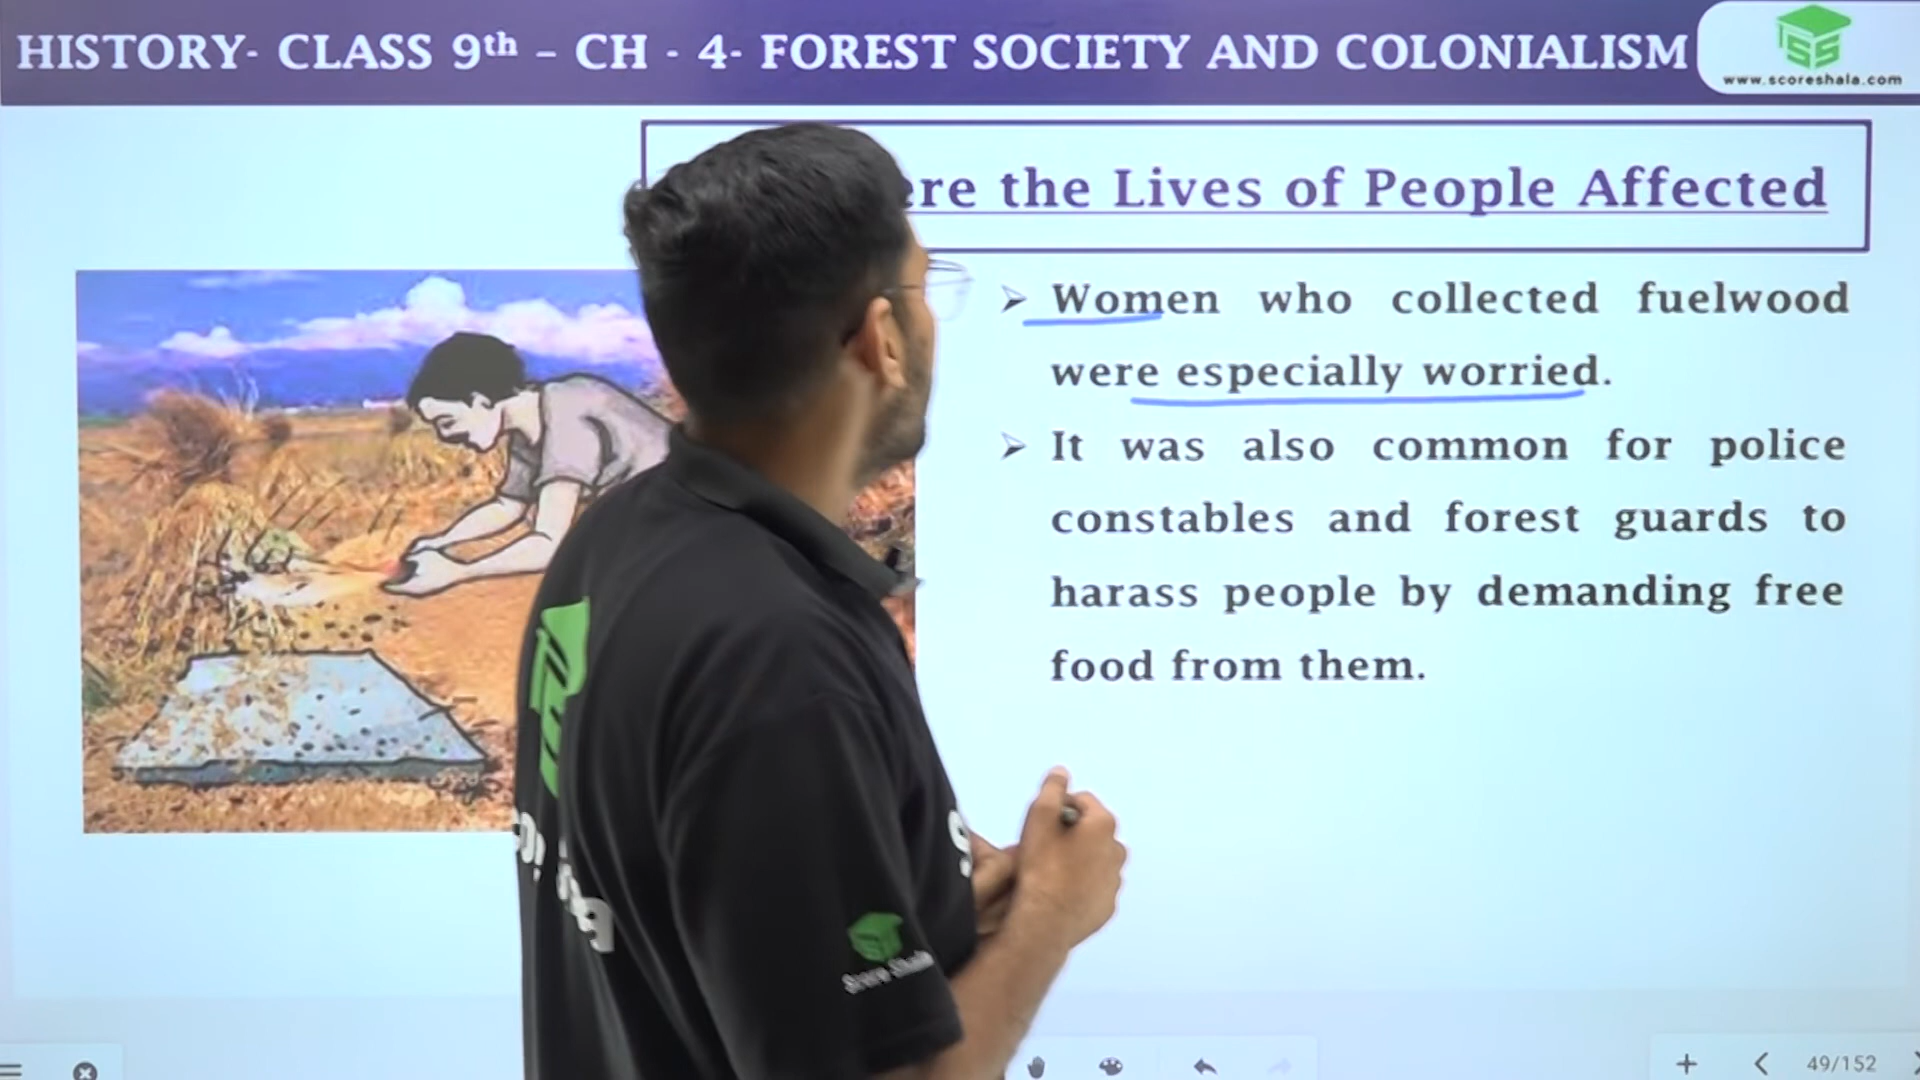 HISTORY- CLASS 9th – CH - 4- FOREST SOCIETY AND COLONIALISM
www.scoreshala.com
the Lives of People Affected
➢ Women who collected fuelwood
were especially worried.
➢ It was also common for police
constables and forest guards to
harass people by demanding free
food from them.
Score Shala
49/152